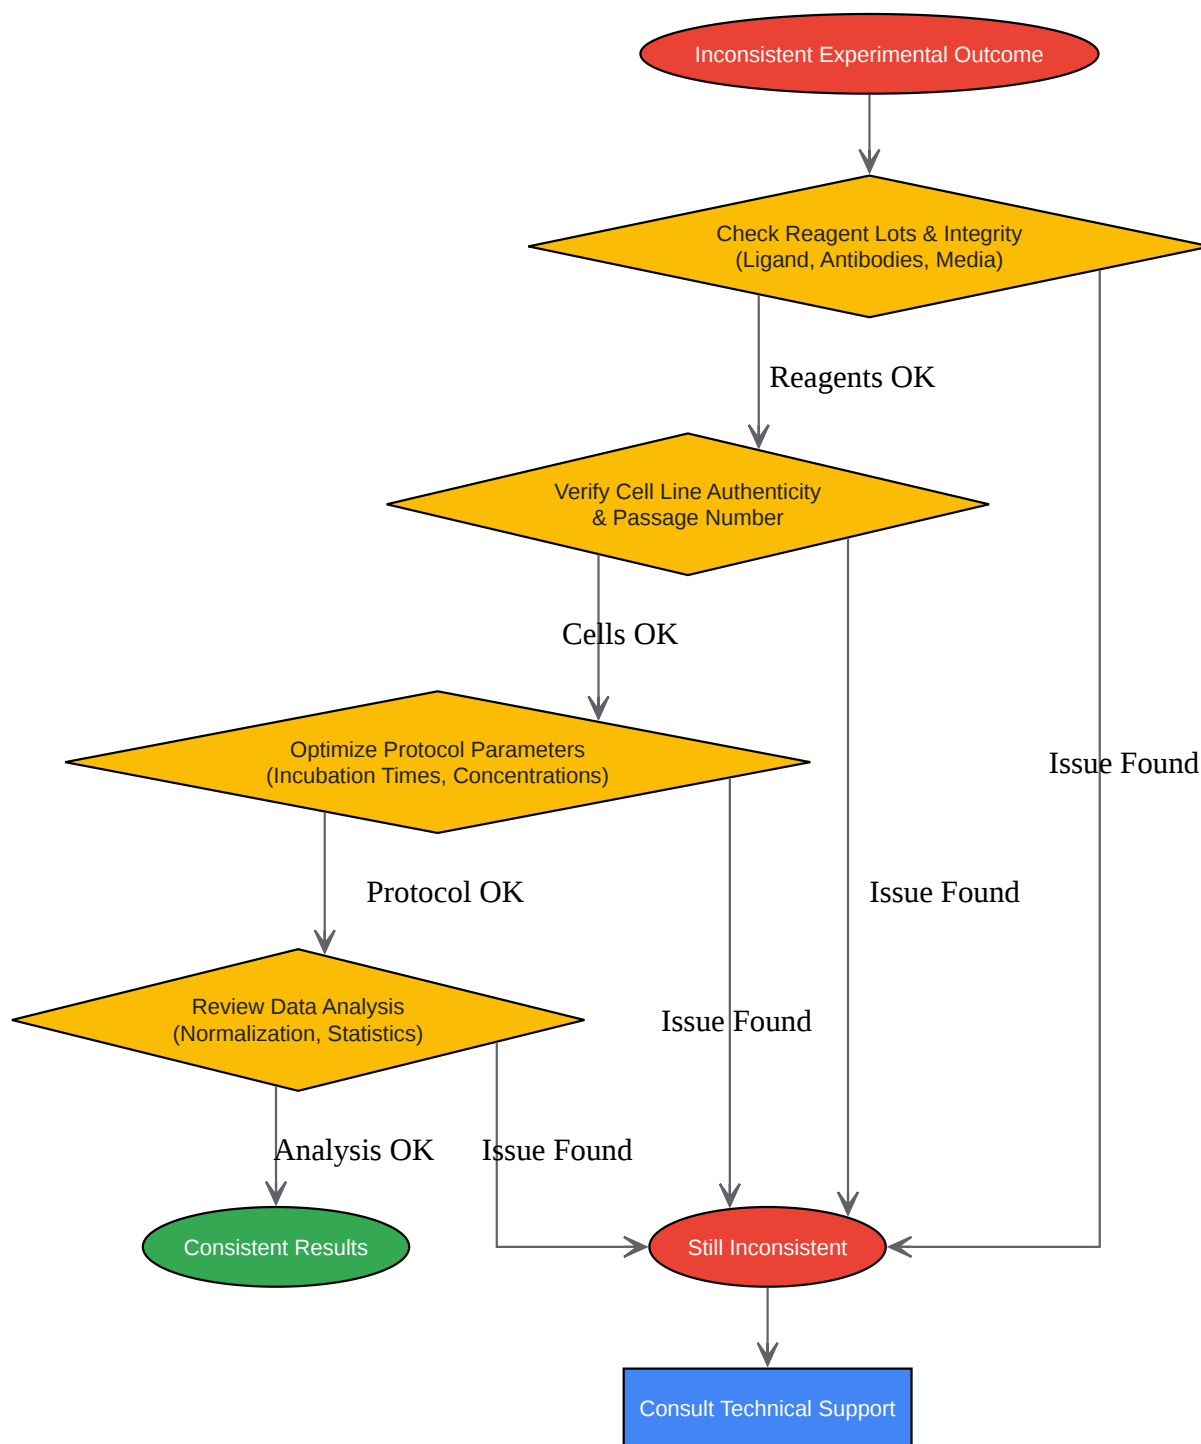 Inconsistent Experimental Outcome
Check Reagent Lots & Integrity
(Ligand, Antibodies, Media)
Reagents OK
Verify Cell Line Authenticity
& Passage Number
Cells OK
Optimize Protocol Parameters
(Incubation Times, Concentrations)
Issue Found
Protocol OK
Issue Found
Review Data Analysis
(Normalization, Statistics)
Issue Found
Analysis OK
Issue Found
Consistent Results
Still Inconsistent
Consult Technical Support